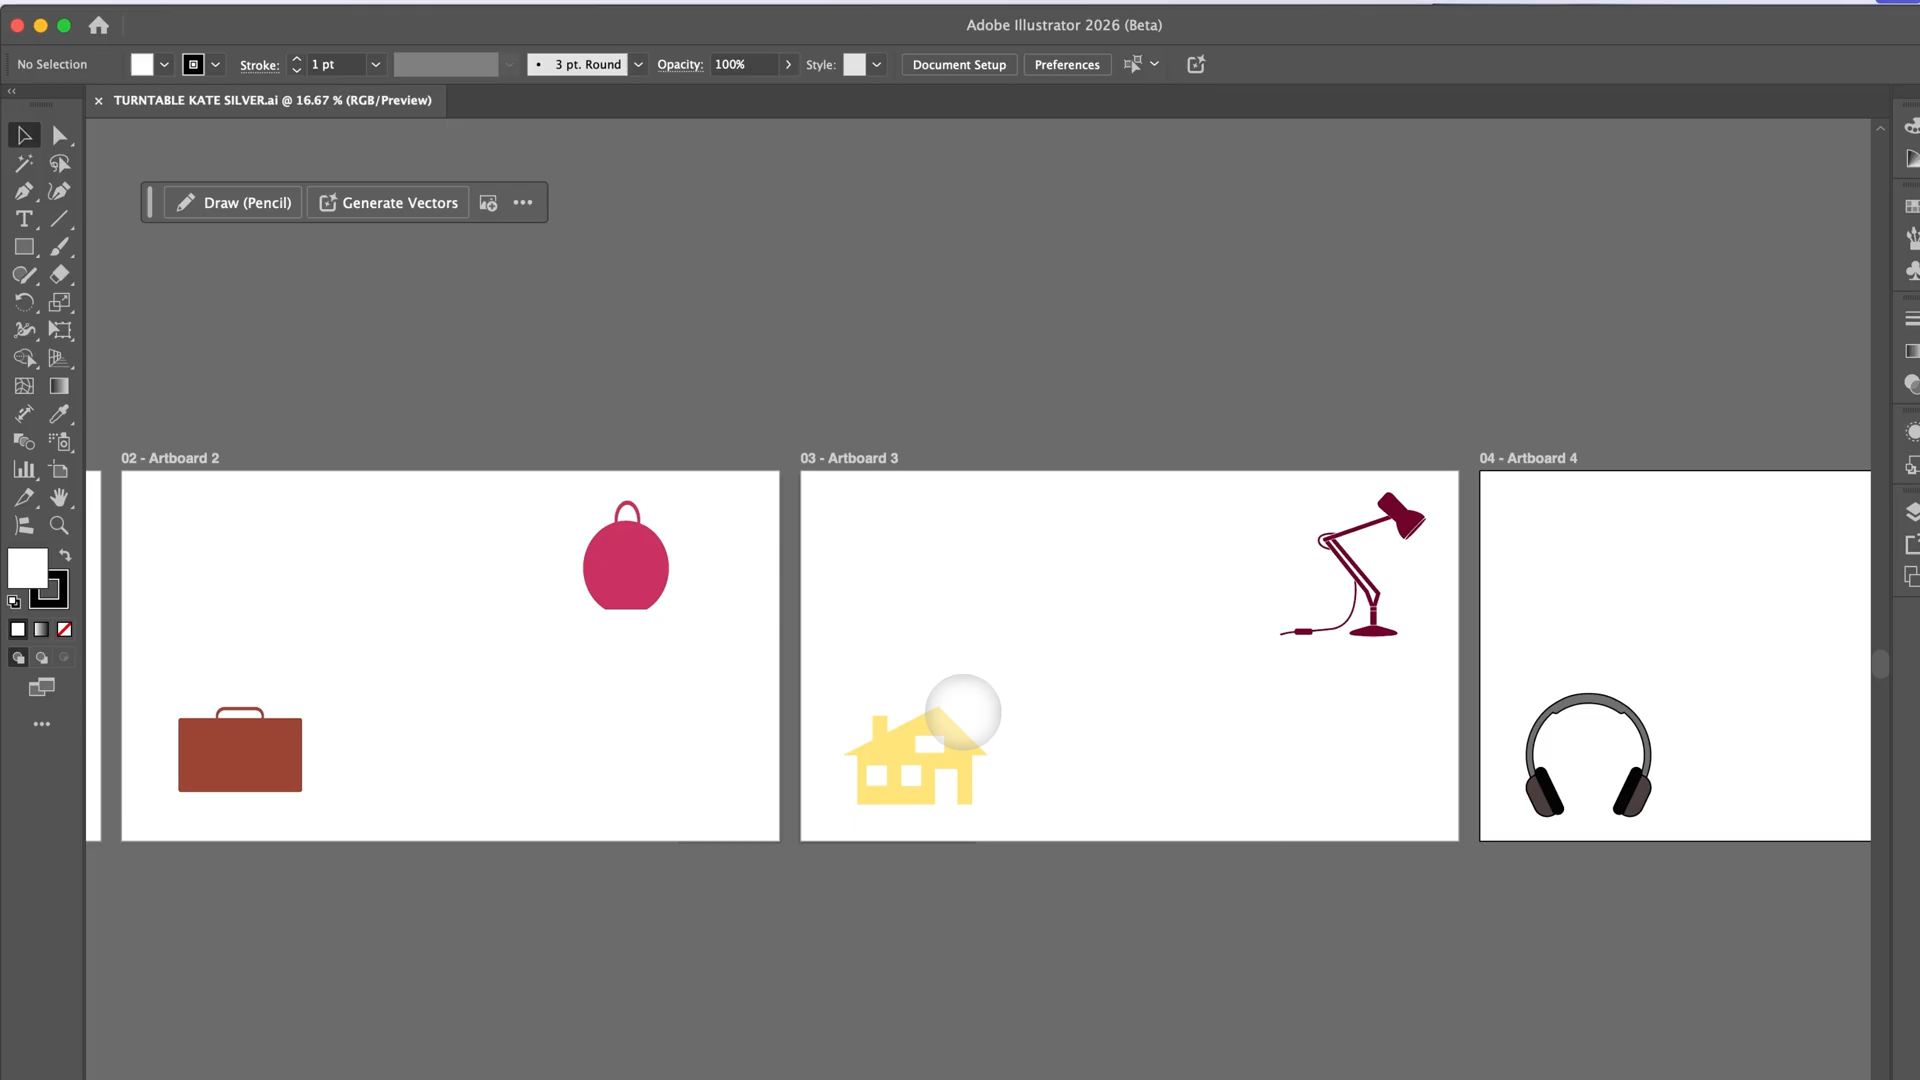 Adobe Illustrator 2026 (Beta)
No Selection
Stroke: 1 pt
3 pt. Round
Opacity: 100%
Style:
Document Setup
Preferences
TURNTABLE KATE SILVER.ai @ 16.67 % (RGB/Preview)
Draw (Pencil)
Generate Vectors
02 - Artboard 2
03 - Artboard 3
04 - Artboard 4